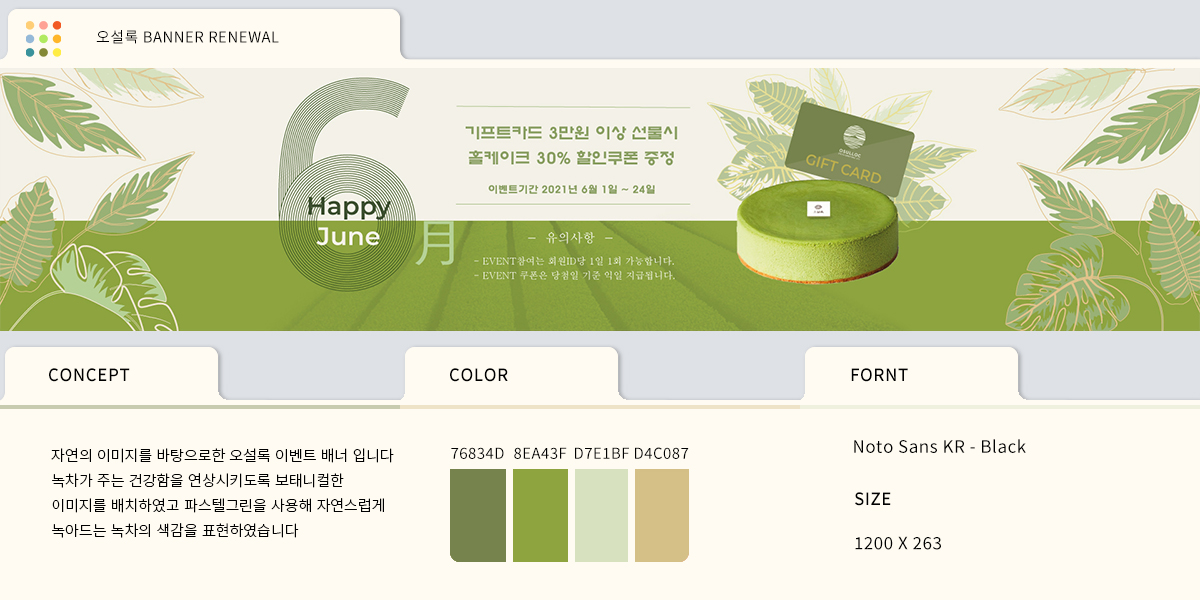 오설록 BANNER RENEWAL
기프트카드 3만원 이상 선물시
홀케이크 30% 할인쿠폰 증정
이벤트기간 2021년 6월 1일 ~ 24일
6
Happy
June
月
– 유의사항 –
- EVENT참여는 회원ID당 1일 1회 가능합니다.
- EVENT 쿠폰은 당첨일 기준 익일 지급됩니다.
OSULLOC
GIFT CARD
CONCEPT
자연의 이미지를 바탕으로한 오설록 이벤트 배너 입니다
녹차가 주는 건강함을 연상시키도록 보태니컬한
이미지를 배치하였고 파스텔그린을 사용해 자연스럽게
녹아드는 녹차의 색감을 표현하였습니다
COLOR
76834D 8EA43F D7E1BF D4C087
FORNT
Noto Sans KR - Black
SIZE
1200 X 263